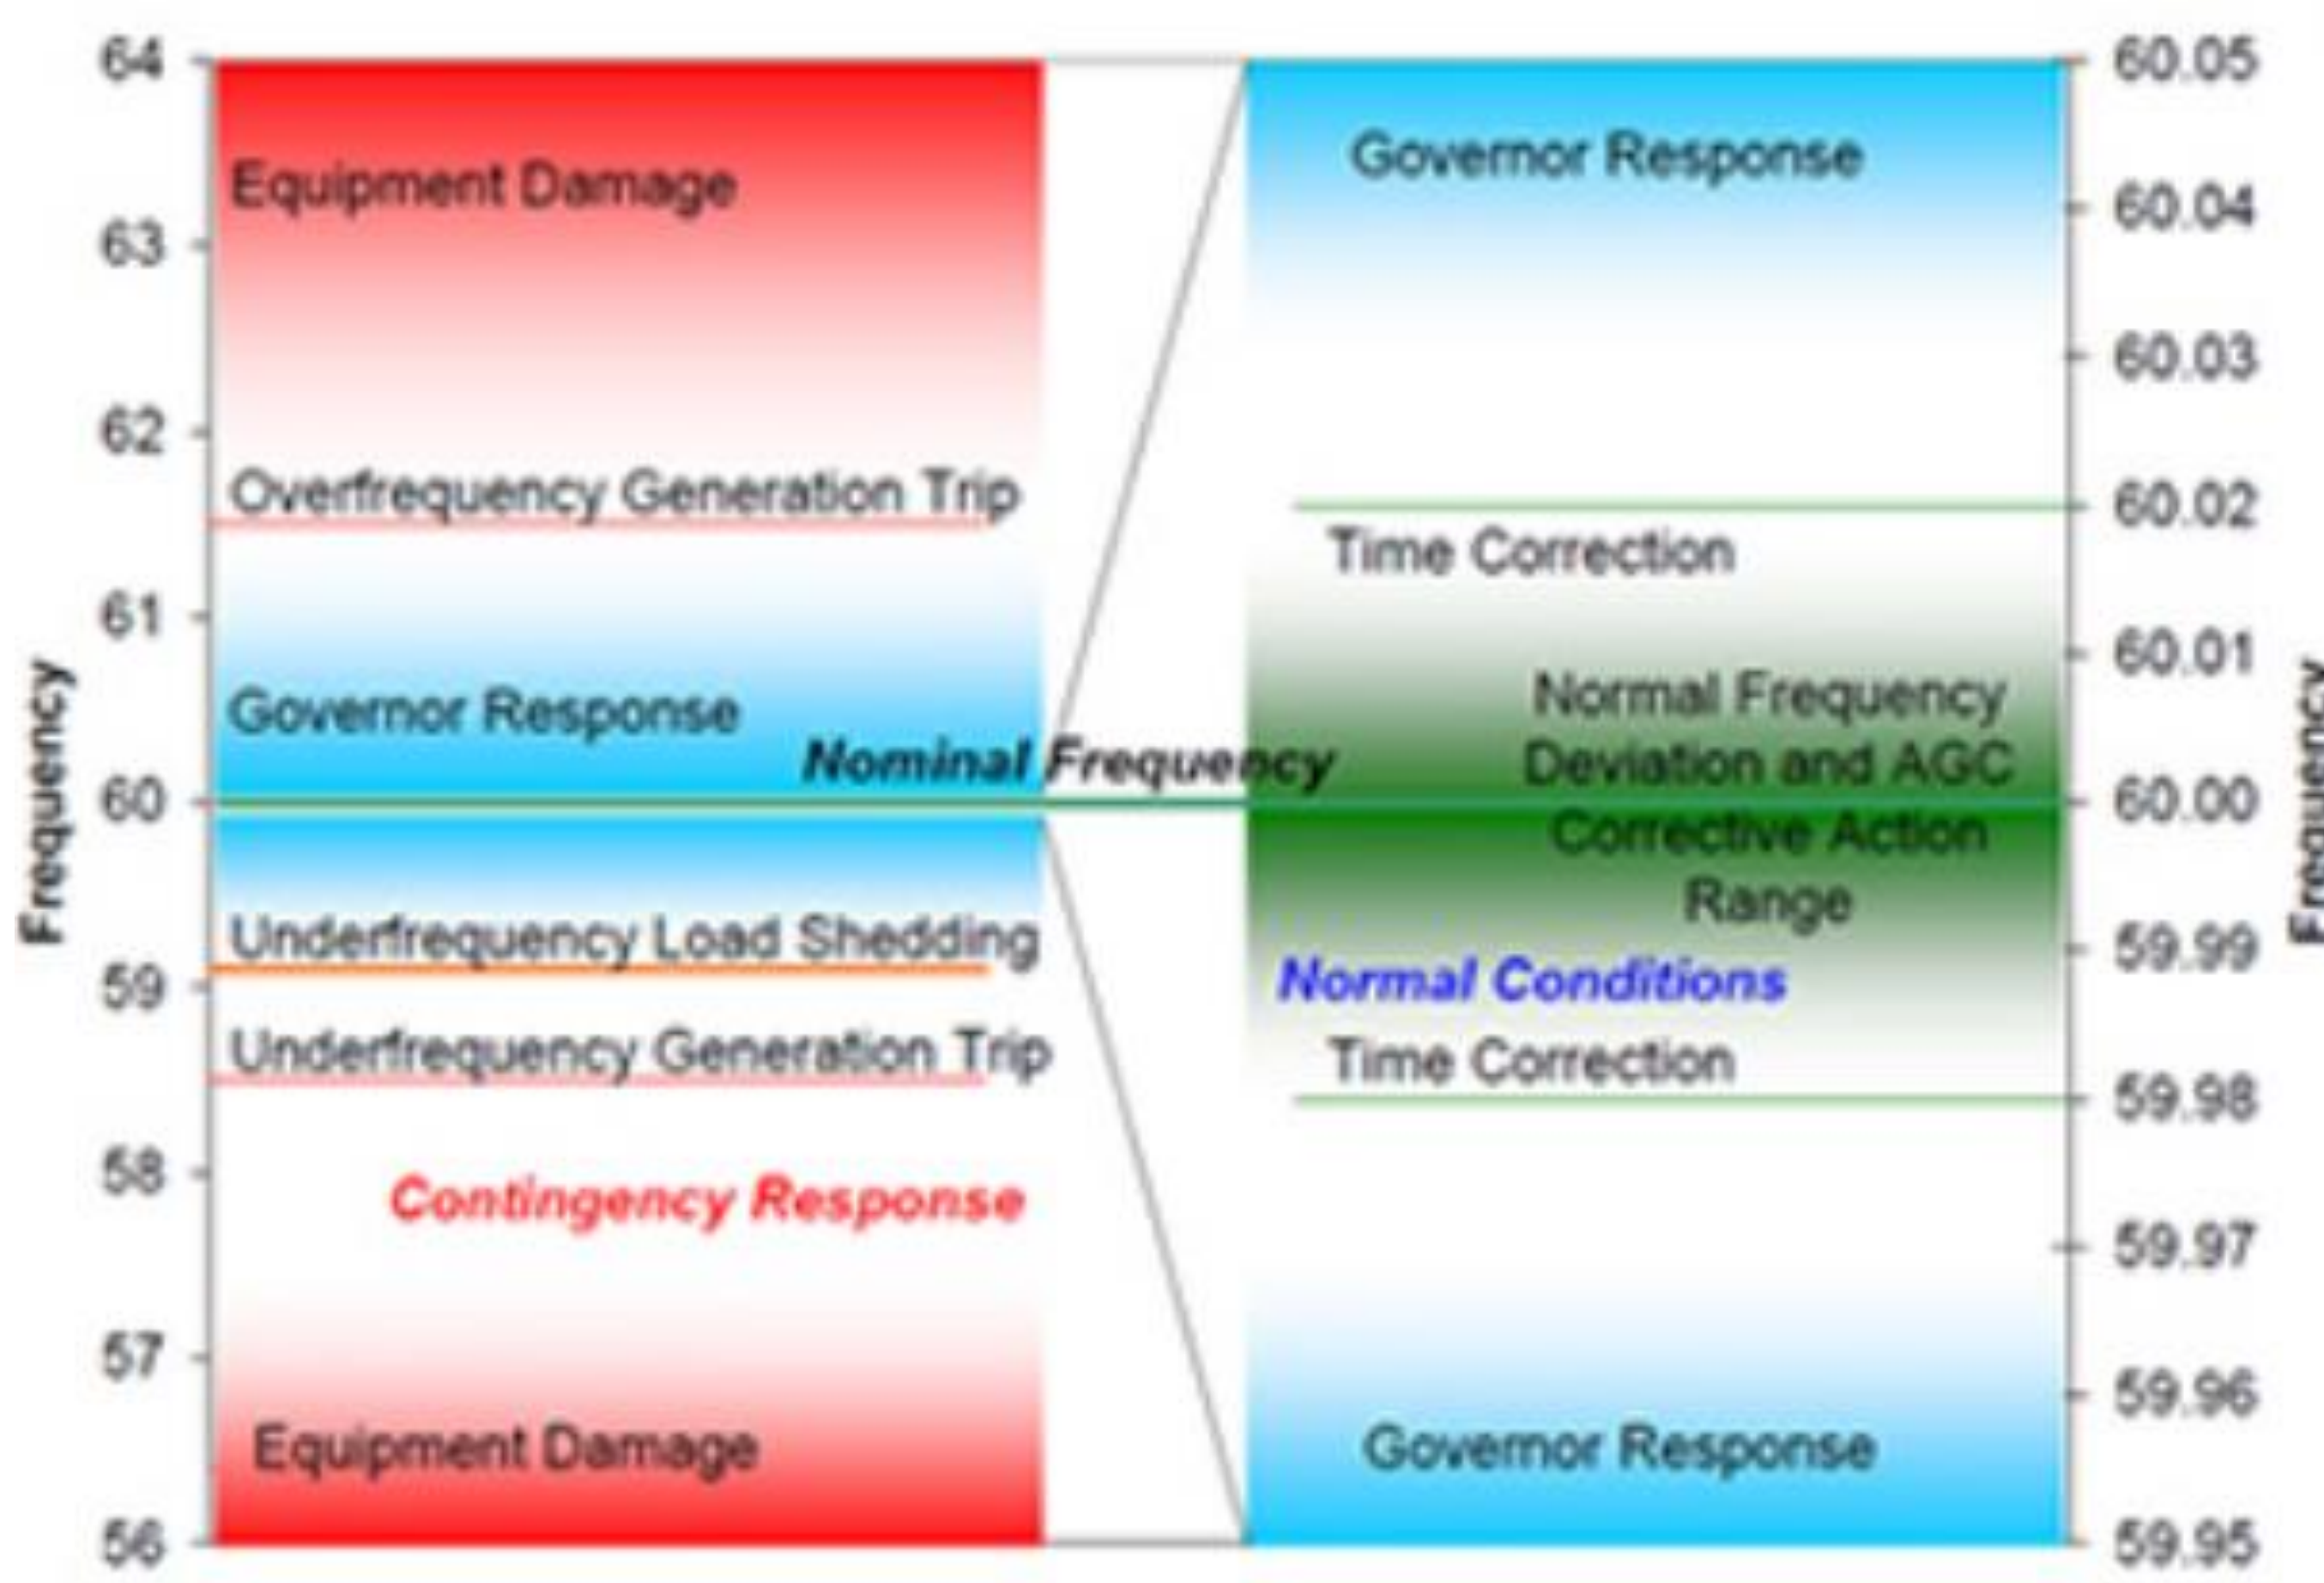 64
63
62
61
60
59
58
57
56
Frequency
Equipment Damage
Overfrequency Generation Trip
Governor Response
Nominal Frequency
Underfrequency Load Shedding
Underfrequency Generation Trip
Contingency Response
Equipment Damage
Governor Response
Time Correction
Normal Frequency
Deviation and AGC
Corrective Action
Range
Normal Conditions
Time Correction
Governor Response
60.05
60.04
60.03
60.02
60.01
60.00
59.99
59.98
59.97
59.96
59.95
Frequency